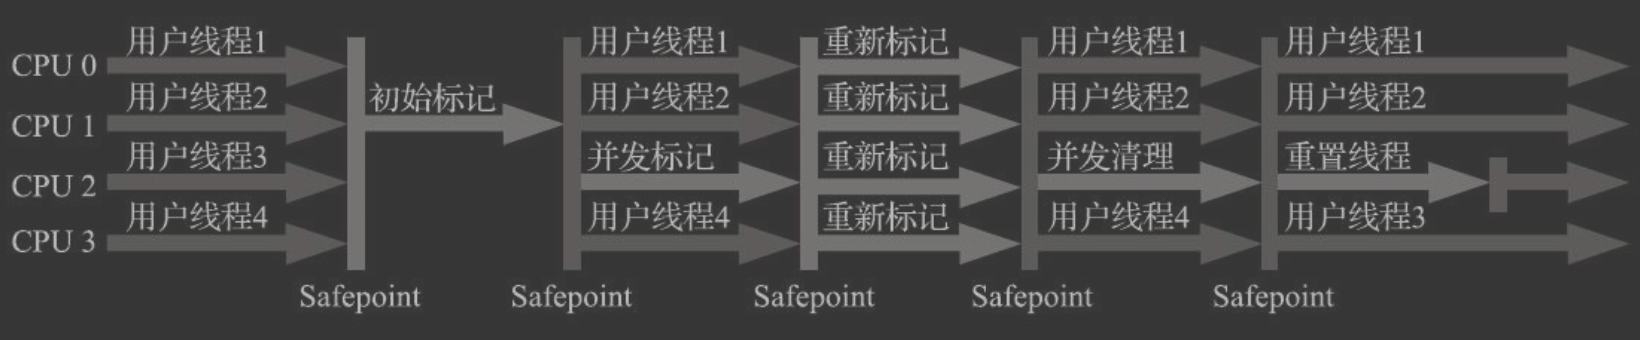 用户线程1 用户线程1 重新标记 用户线程1 用户线程1
CPU 0
用户线程2 初始标记 用户线程2 重新标记 用户线程2 用户线程2
CPU 1
用户线程3 并发标记 重新标记 并发清理 重置线程
CPU 2
用户线程4 用户线程4 重新标记 用户线程4 用户线程3
CPU 3
Safepoint Safepoint Safepoint Safepoint Safepoint